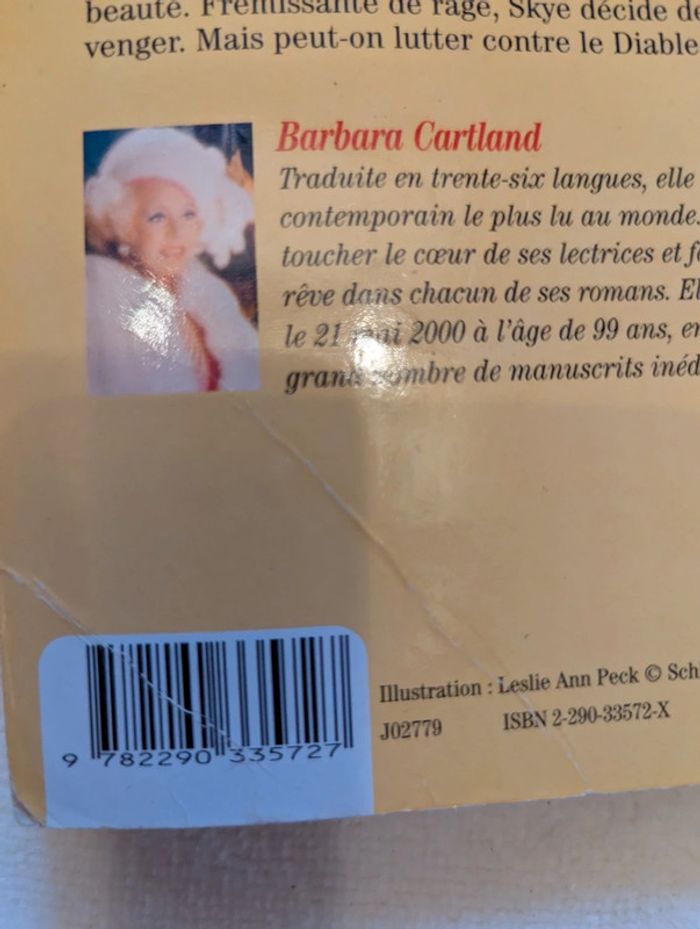 beauté. Frémissante de rage, Skye décide de
venger. Mais peut-on lutter contre le Diable
Barbara Cartland
Traduite en trente-six langues, elle
contemporain le plus lu au monde.
toucher le cœur de ses lectrices et f
rêve dans chacun de ses romans. El
le 21 mai 2000 à l'âge de 99 ans, en
grand nombre de manuscrits inéd
Illustration : Leslie Ann Peck © Sch
J02779 ISBN 2-290-33572-X
9 782290 335727